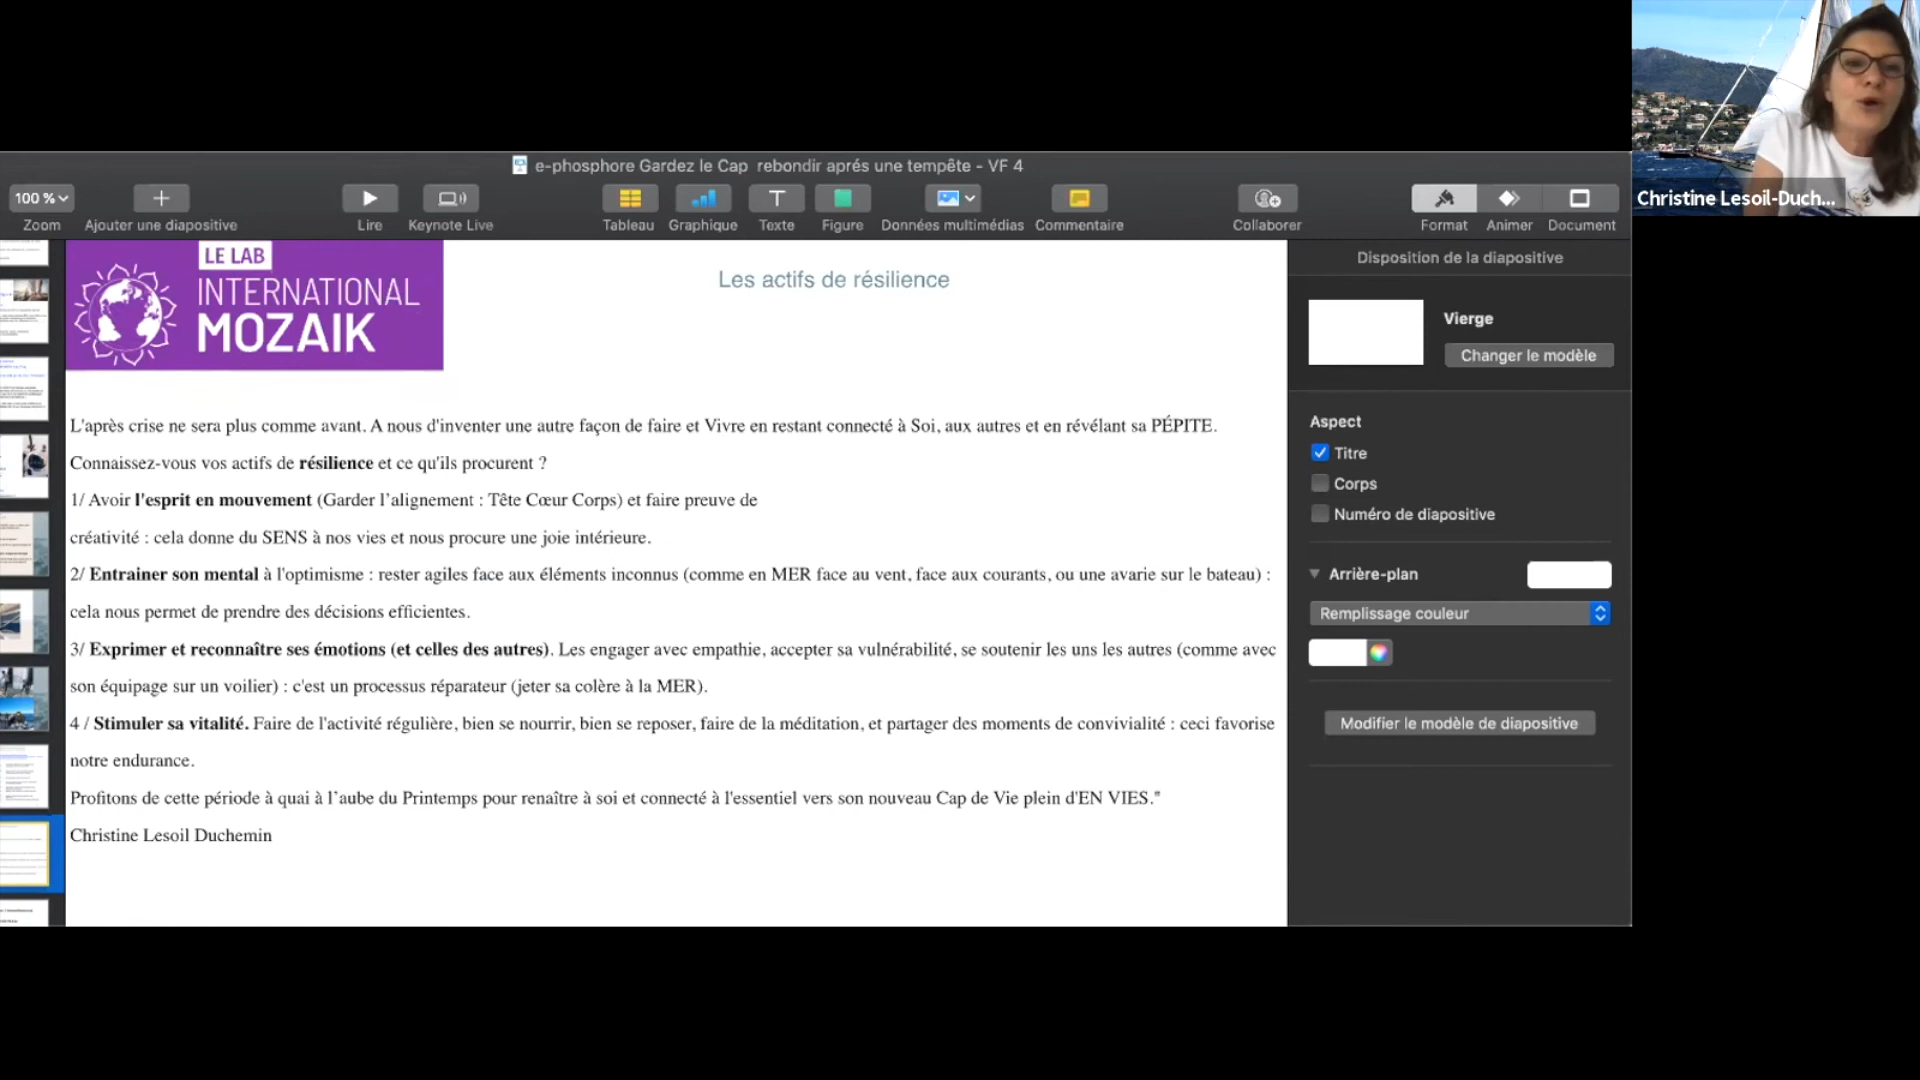 e-phosphore Gardez le Cap rebondir aprés une tempête - VF 4
100 %
Zoom
Ajouter une diapositive
Lire
Keynote Live
Tableau
Graphique
Texte
Figure
Données multimédias
Commentaire
Collaborer
Format
Animer
Document
Christine Lesoil-Duch...
LE LAB
INTERNATIONAL
MOZAIK
Les actifs de résilience
L'après crise ne sera plus comme avant. A nous d'inventer une autre façon de faire et Vivre en restant connecté à Soi, aux autres et en révélant sa PÉPITE.
Connaissez-vous vos actifs de résilience et ce qu'ils procurent ?
1/ Avoir l'esprit en mouvement (Garder l’alignement : Tête Cœur Corps) et faire preuve de
créativité : cela donne du SENS à nos vies et nous procure une joie intérieure.
2/ Entrainer son mental à l'optimisme : rester agiles face aux éléments inconnus (comme en MER face au vent, face aux courants, ou une avarie sur le bateau) :
cela nous permet de prendre des décisions efficientes.
3/ Exprimer et reconnaître ses émotions (et celles des autres). Les engager avec empathie, accepter sa vulnérabilité, se soutenir les uns les autres (comme avec
son équipage sur un voilier) : c'est un processus réparateur (jeter sa colère à la MER).
4 / Stimuler sa vitalité. Faire de l'activité régulière, bien se nourrir, bien se reposer, faire de la méditation, et partager des moments de convivialité : ceci favorise
notre endurance.
Profitons de cette période à quai à l’aube du Printemps pour renaître à soi et connecté à l'essentiel vers son nouveau Cap de Vie plein d'EN VIES."
Christine Lesoil Duchemin
Disposition de la diapositive
Vierge
Changer le modèle
Aspect
Titre
Corps
Numéro de diapositive
Arrière-plan
Remplissage couleur
Modifier le modèle de diapositive